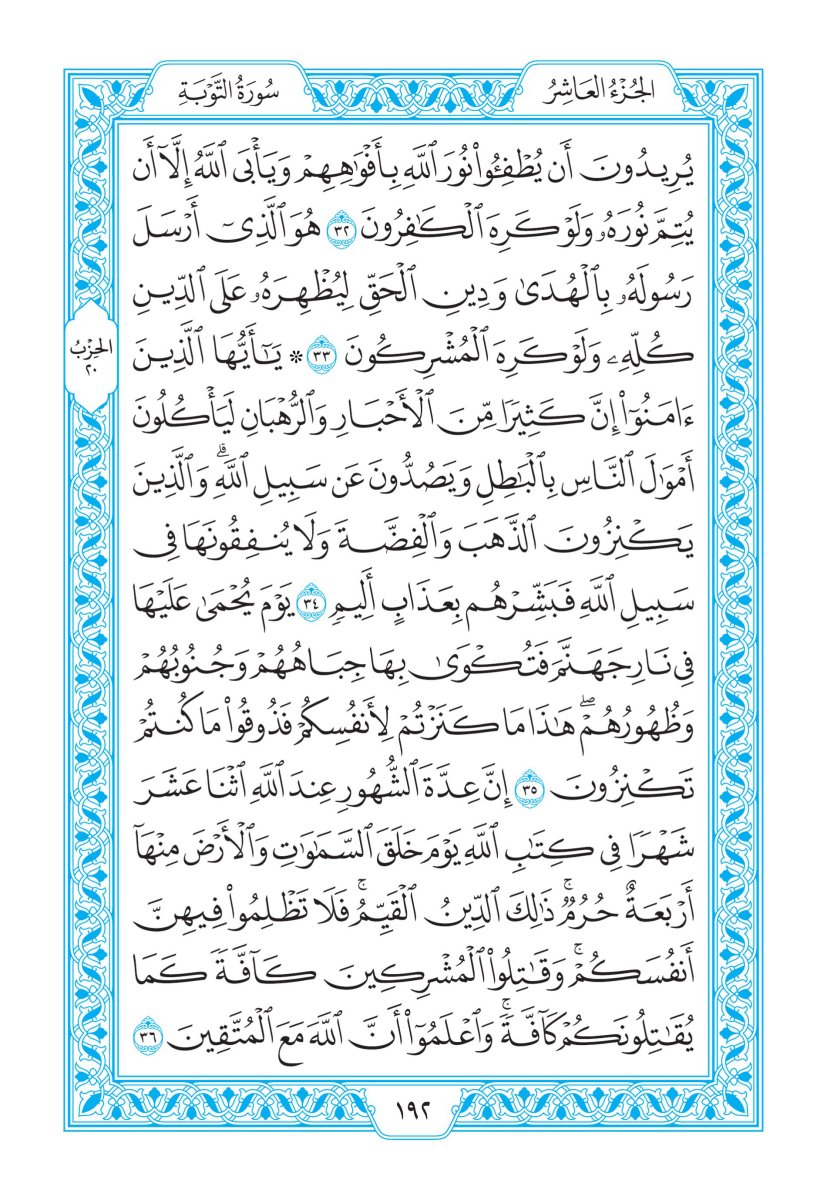 الجُزْءُ العَاشِرُ
سُورَةُ التَّوْبَةِ
يُرِيدُونَ أَن يُطْفِـُٔوا۟ نُورَ ٱللَّهِ بِأَفْوَٰهِهِمْ وَيَأْبَى ٱللَّهُ إِلَّآ أَن
يُتِمَّ نُورَهُۥ وَلَوْ كَرِهَ ٱلْكَٰفِرُونَ ٣٢ هُوَ ٱلَّذِىٓ أَرْسَلَ
رَسُولَهُۥ بِٱلْهُدَىٰ وَدِينِ ٱلْحَقِّ لِيُظْهِرَهُۥ عَلَى ٱلدِّينِ
كُلِّهِۦ وَلَوْ كَرِهَ ٱلْمُشْرِكُونَ ٣٣ ۞ يَٰٓأَيُّهَا ٱلَّذِينَ
ءَامَنُوٓا۟ إِنَّ كَثِيرًا مِّنَ ٱلْأَحْبَارِ وَٱلرُّهْبَانِ لَيَأْكُلُونَ
أَمْوَٰلَ ٱلنَّاسِ بِٱلْبَٰطِلِ وَيَصُدُّونَ عَن سَبِيلِ ٱللَّهِ ۗ وَٱلَّذِينَ
يَكْنِزُونَ ٱلذَّهَبَ وَٱلْفِضَّةَ وَلَا يُنفِقُونَهَا فِى
سَبِيلِ ٱللَّهِ فَبَشِّرْهُم بِعَذَابٍ أَلِيمٍ ٣٤ يَوْمَ يُحْمَىٰ عَلَيْهَا
فِى نَارِ جَهَنَّمَ فَتُكْوَىٰ بِهَا جِبَاهُهُمْ وَجُنُوبُهُمْ
وَظُهُورُهُمْ ۖ هَٰذَا مَا كَنَزْتُمْ لِأَنفُسِكُمْ فَذُوقُوا۟ مَا كُنتُمْ
تَكْنِزُونَ ٣٥ إِنَّ عِدَّةَ ٱلشُّهُورِ عِندَ ٱللَّهِ ٱثْنَا عَشَرَ
شَهْرًا فِى كِتَٰبِ ٱللَّهِ يَوْمَ خَلَقَ ٱلسَّمَٰوَٰتِ وَٱلْأَرْضَ مِنْهَآ
أَرْبَعَةٌ حُرُمٌ ۚ ذَٰلِكَ ٱلدِّينُ ٱلْقَيِّمُ ۚ فَلَا تَظْلِمُوا۟ فِيهِنَّ
أَنفُسَكُمْ ۚ وَقَٰتِلُوا۟ ٱلْمُشْرِكِينَ كَآفَّةً كَمَا
يُقَٰتِلُونَكُمْ كَآفَّةً ۚ وَٱعْلَمُوٓا۟ أَنَّ ٱللَّهَ مَعَ ٱلْمُتَّقِينَ ٣٦
الحِزْبُ
٢٠
١٩٢